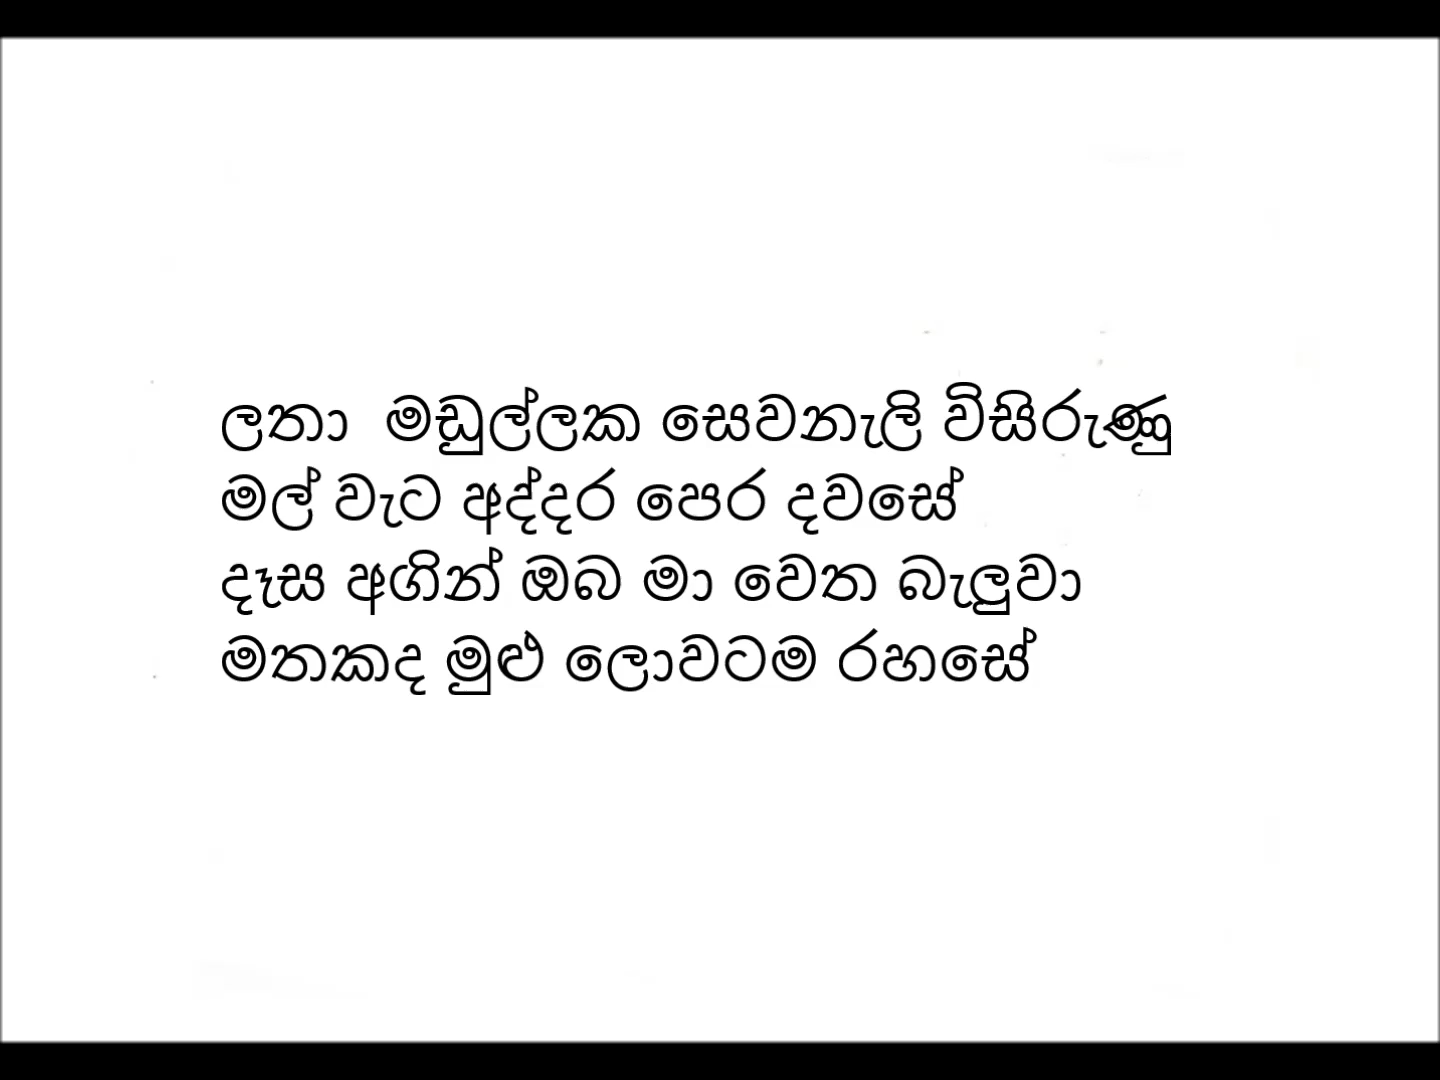 ලතා මඩුල්ලක සෙවනැලි විසිරුණු
මල් වැට අද්දර පෙර දවසේ
දෑස අගින් ඔබ මා වෙත බැලුවා
මතකද මුළු ලොවටම රහසේ